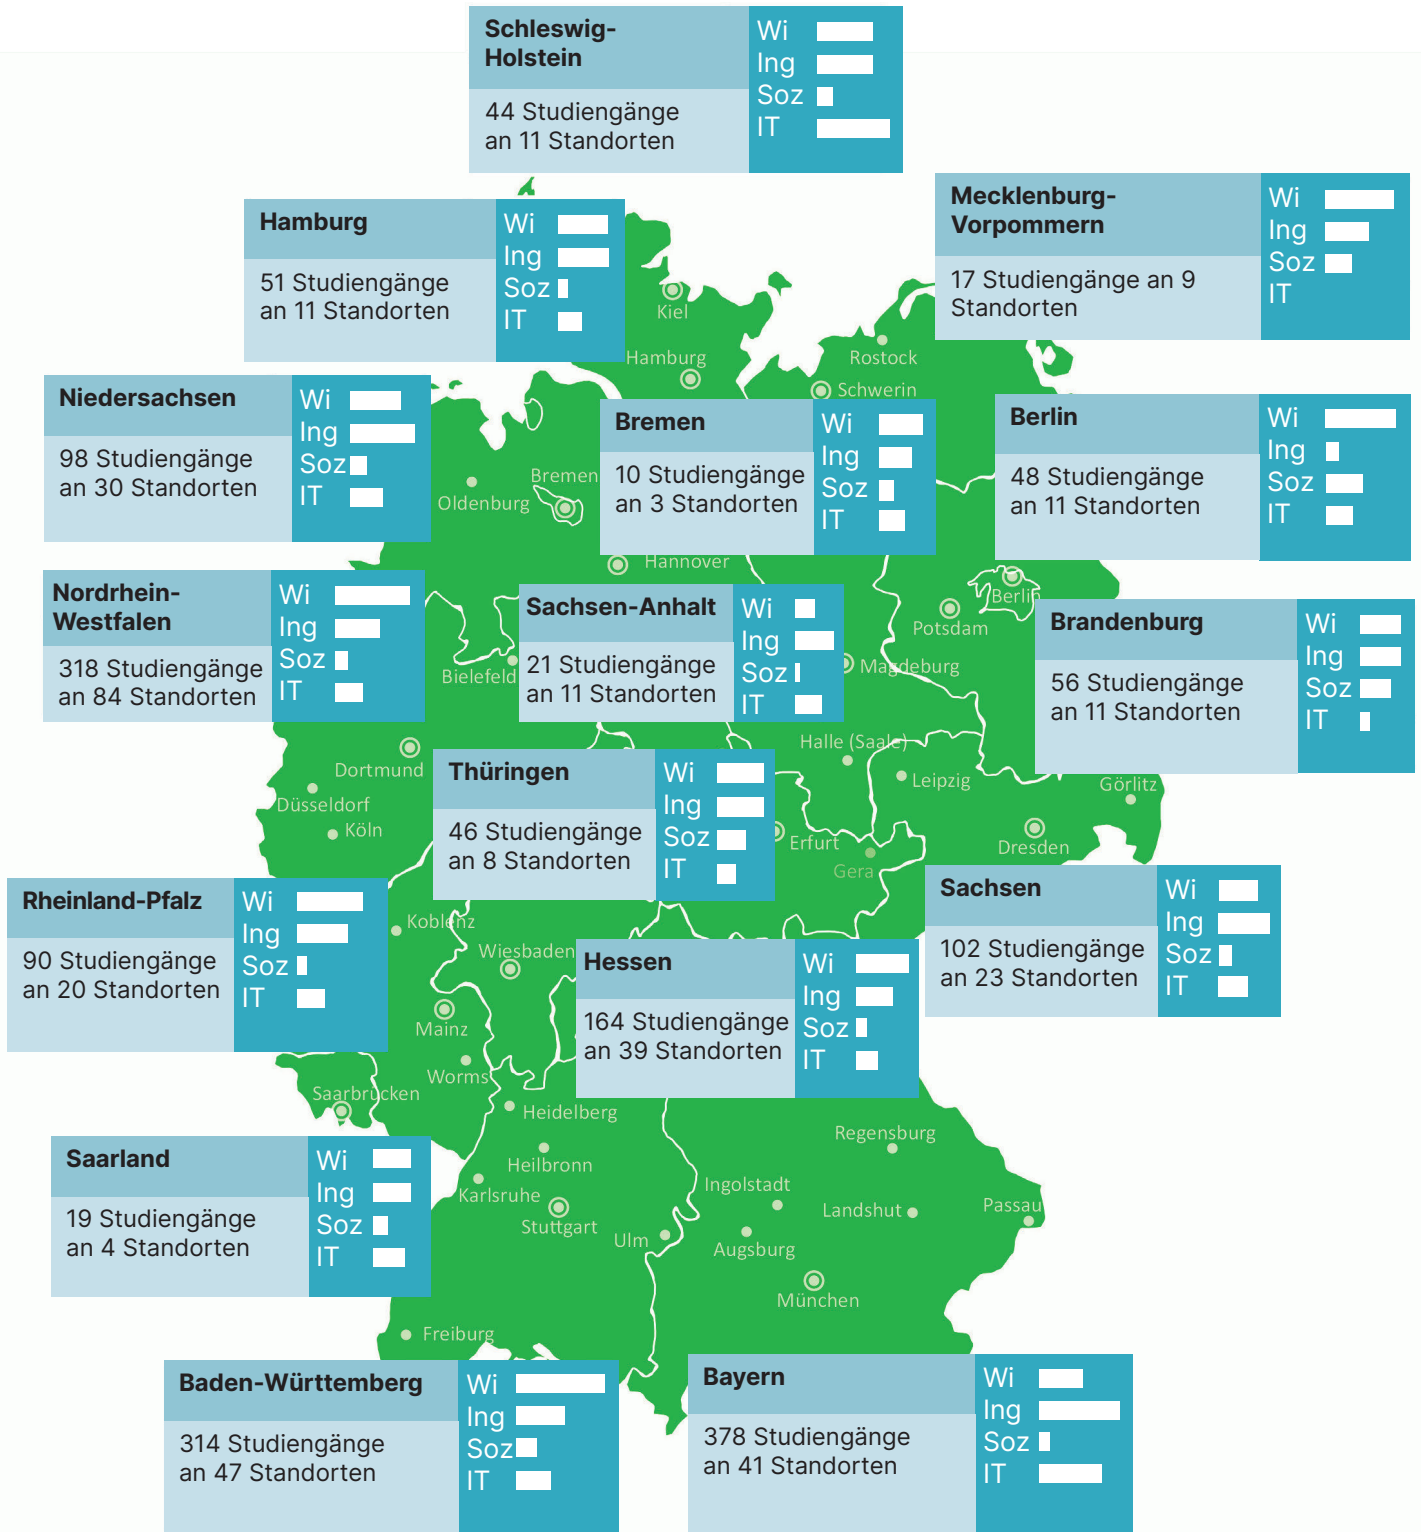 Schleswig-
Holstein
44 Studiengänge
an 11 Standorten
Wi
Ing
Soz
IT
Hamburg
51 Studiengänge
an 11 Standorten
Wi
Ing
Soz
IT
Mecklenburg-
Vorpommern
17 Studiengänge an 9
Standorten
Wi
Ing
Soz
IT
Kiel
Hamburg
Rostock
Schwerin
Niedersachsen
98 Studiengänge
an 30 Standorten
Wi
Ing
Soz
IT
Bremen
Oldenburg
Bremen
10 Studiengänge
an 3 Standorten
Wi
Ing
Soz
IT
Berlin
48 Studiengänge
an 11 Standorten
Wi
Ing
Soz
IT
Hannover
Berlin
Potsdam
Nordrhein-
Westfalen
318 Studiengänge
an 84 Standorten
Wi
Ing
Soz
IT
Bielefeld
Sachsen-Anhalt
21 Studiengänge
an 11 Standorten
Wi
Ing
Soz
IT
Magdeburg
Brandenburg
56 Studiengänge
an 11 Standorten
Wi
Ing
Soz
IT
Halle (Saale)
Leipzig
Görlitz
Dortmund
Düsseldorf
Köln
Thüringen
46 Studiengänge
an 8 Standorten
Wi
Ing
Soz
IT
Erfurt
Gera
Dresden
Rheinland-Pfalz
90 Studiengänge
an 20 Standorten
Wi
Ing
Soz
IT
Koblenz
Wiesbaden
Mainz
Worms
Hessen
164 Studiengänge
an 39 Standorten
Wi
Ing
Soz
IT
Sachsen
102 Studiengänge
an 23 Standorten
Wi
Ing
Soz
IT
Saarbrücken
Heidelberg
Regensburg
Saarland
19 Studiengänge
an 4 Standorten
Wi
Ing
Soz
IT
Heilbronn
Karlsruhe
Stuttgart
Ulm
Ingolstadt
Landshut
Passau
Augsburg
München
Freiburg
Baden-Württemberg
314 Studiengänge
an 47 Standorten
Wi
Ing
Soz
IT
Bayern
378 Studiengänge
an 41 Standorten
Wi
Ing
Soz
IT